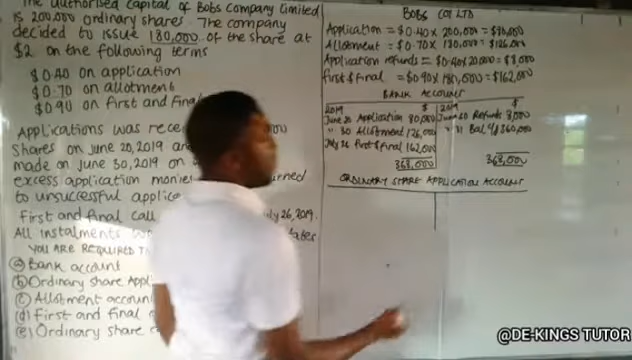 The authorised Capital of Bobs Company Limited
is 200,000 ordinary shares. The company
decided to issue 180,000 of the share at
$2 on the following terms
$0.40 on application
$0.70 on allotment
$0.90 on First and Fina
Applications was rece
shares on june 20, 2019 an
made on june 30, 2019 on
excess application monie
to unsuccessful applic
First and final call
uly 26, 2019.
All instalments
YOU ARE REQUIRED T
(a) Bank account
(b) Ordinary share Appl
(c) Allotment accoun
(d) First and final
(e) Ordinary share
BOBS CO LTD
Application = $0.40 x 200,000 = $80,000
Allotment = $0.70 x 180,000 = $126,000
Application refunds = $0.40 x 20,000 = $8,000
first & final = $0.90 x 180,000 = $162,000
BANK ACCOUNT
2019 $ 2019 $
June 20 Application 80,000 Refunds 8,000
" 30 Allotment 126,000 " Bal c/d 360,000
July 26 first & final 162,000
368,000 368,000
ORDINARY SHARE APPLICATION ACCOUNT
@DE-KINGS TUTOR